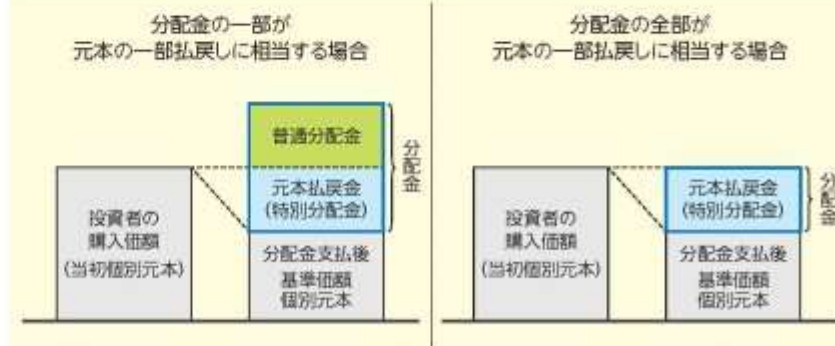 分配金の一部が
元本の一部払戻しに相当する場合
普通分配金
元本払戻金
(特別分配金)
分配金
投資者の
購入価額
(当初個別元本)
分配金支払後
基準価額
個別元本
分配金の全部が
元本の一部払戻しに相当する場合
元本払戻金
(特別分配金)
分配金
投資者の
購入価額
(当初個別元本)
分配金支払後
基準価額
個別元本